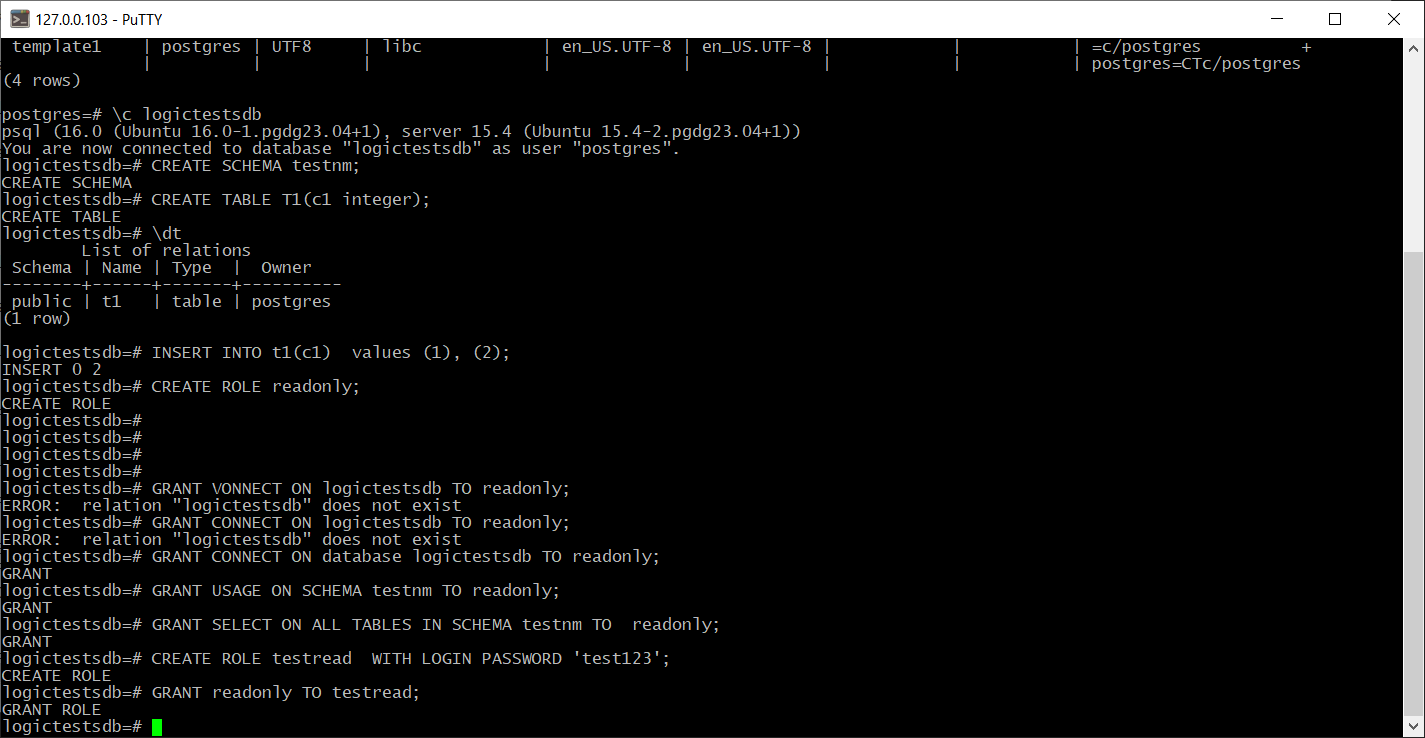 127.0.0.103 - PuTTY
 template1    | postgres | UTF8     | libc            | en_US.UTF-8 | en_US.UTF-8 |            |           | =c/postgres          +
              |          |          |                 |             |             |            |           | postgres=CTc/postgres
(4 rows)
postgres=# \c logictestsdb
psql (16.0 (Ubuntu 16.0-1.pgdg23.04+1), server 15.4 (Ubuntu 15.4-2.pgdg23.04+1))
You are now connected to database "logictestsdb" as user "postgres".
logictestsdb=# CREATE SCHEMA testnm;
CREATE SCHEMA
logictestsdb=# CREATE TABLE T1(c1 integer);
CREATE TABLE
logictestsdb=# \dt
        List of relations
 Schema | Name | Type  |  Owner
--------+------+-------+----------
 public | t1   | table | postgres
(1 row)
logictestsdb=# INSERT INTO t1(c1)  values (1), (2);
INSERT 0 2
logictestsdb=# CREATE ROLE readonly;
CREATE ROLE
logictestsdb=#
logictestsdb=#
logictestsdb=#
logictestsdb=#
logictestsdb=# GRANT VONNECT ON logictestsdb TO readonly;
ERROR:  relation "logictestsdb" does not exist
logictestsdb=# GRANT CONNECT ON logictestsdb TO readonly;
ERROR:  relation "logictestsdb" does not exist
logictestsdb=# GRANT CONNECT ON database logictestsdb TO readonly;
GRANT
logictestsdb=# GRANT USAGE ON SCHEMA testnm TO readonly;
GRANT
logictestsdb=# GRANT SELECT ON ALL TABLES IN SCHEMA testnm TO  readonly;
GRANT
logictestsdb=# CREATE ROLE testread  WITH LOGIN PASSWORD 'test123';
CREATE ROLE
logictestsdb=# GRANT readonly TO testread;
GRANT ROLE
logictestsdb=#